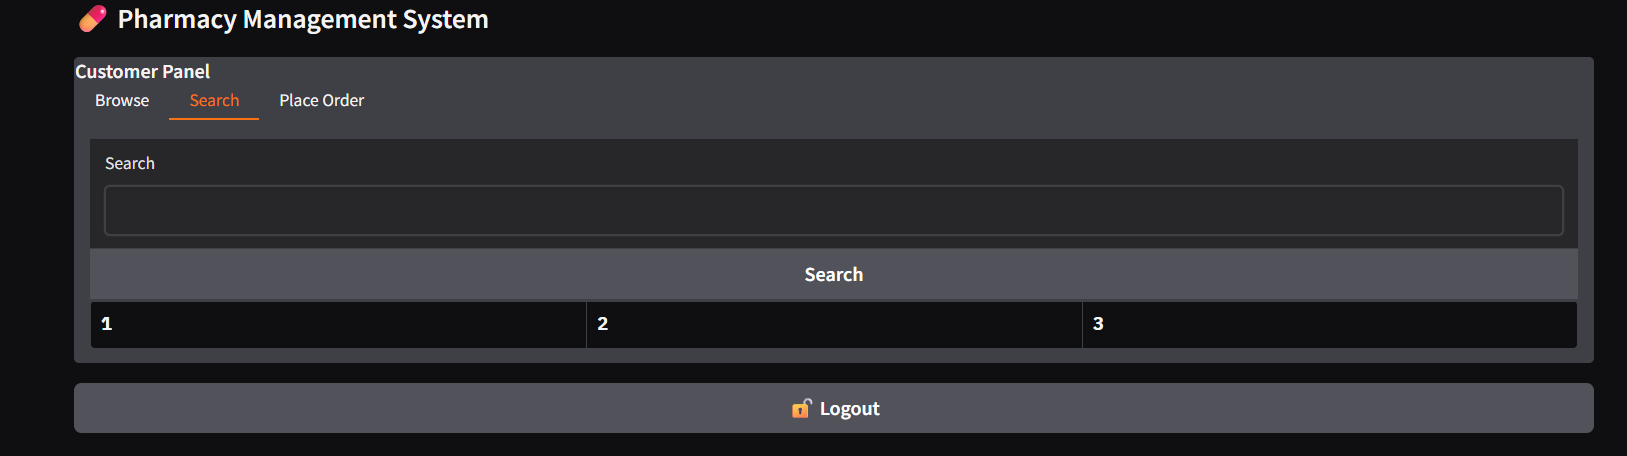 Pharmacy Management System
Customer Panel
Browse Search Place Order
Search
Search
1 2 3
Logout